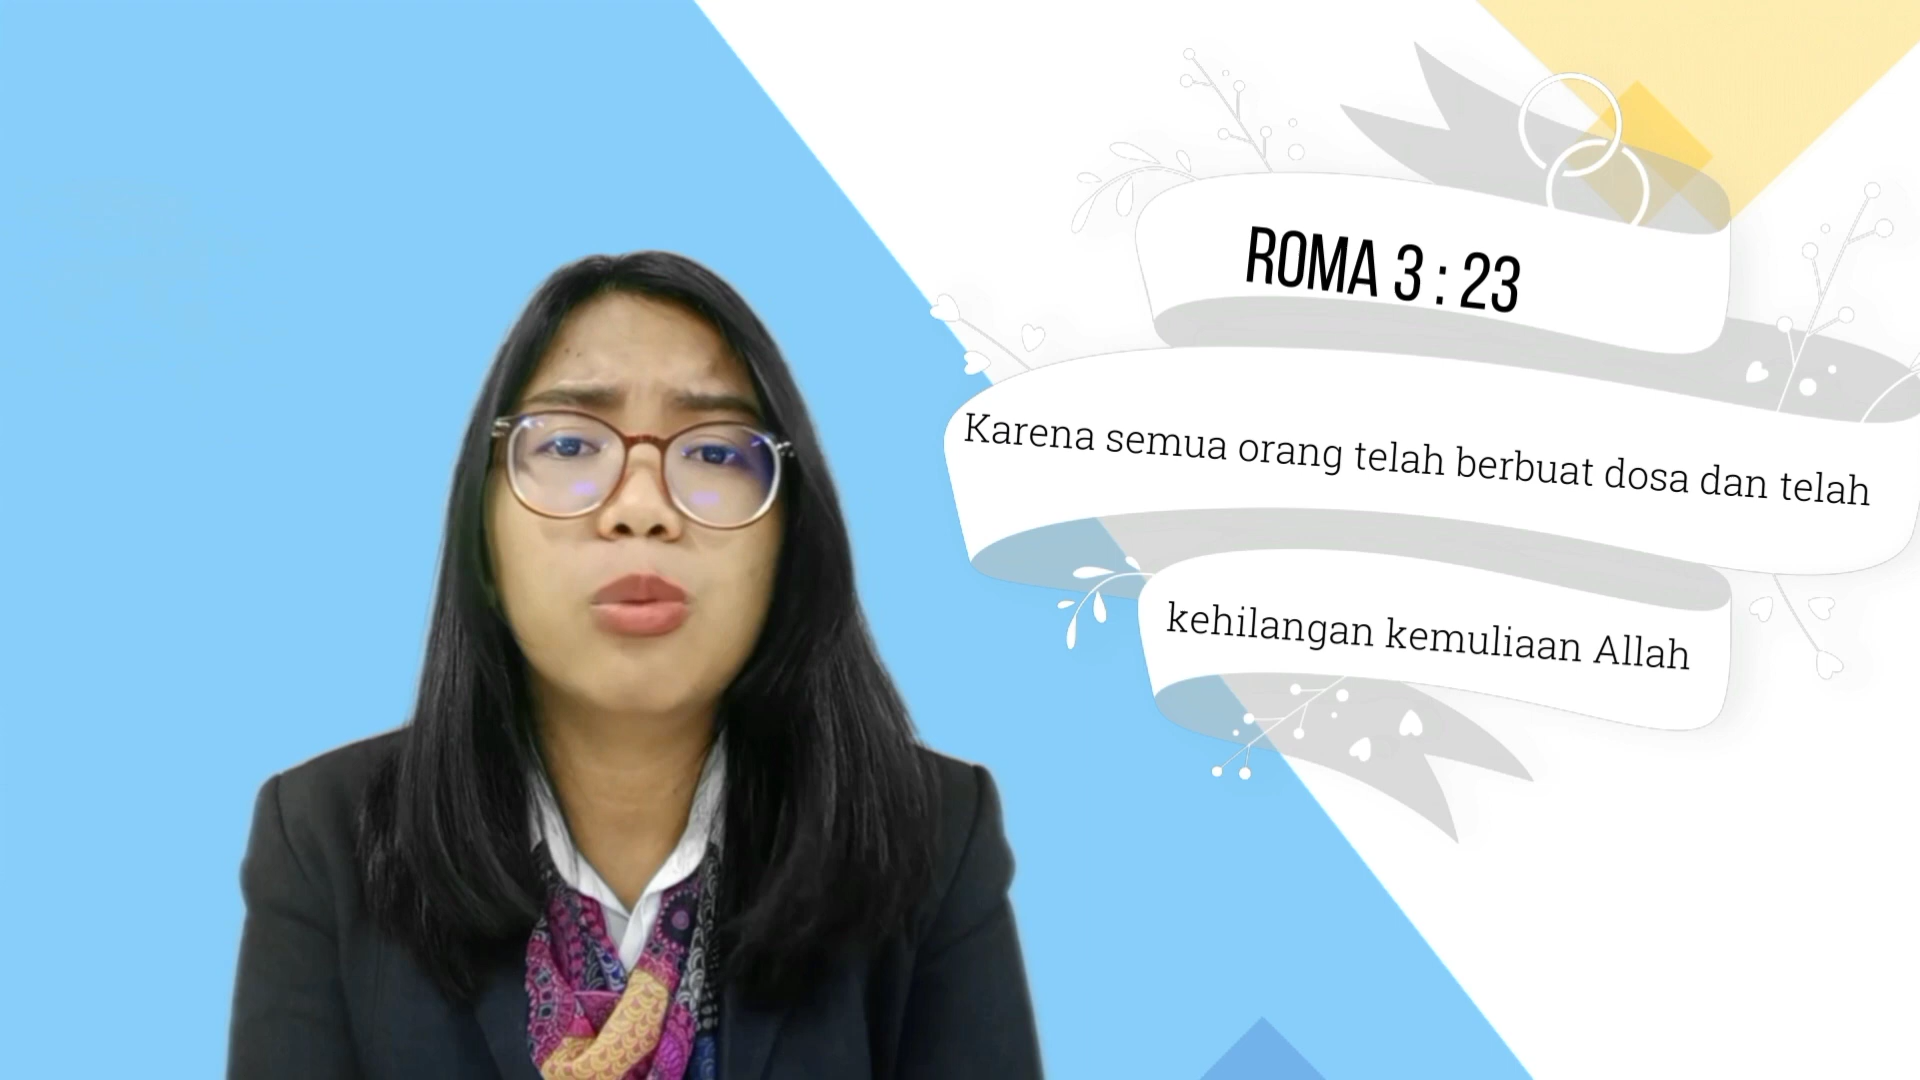 ROMA 3 : 23
Karena semua orang telah berbuat dosa dan telah
kehilangan kemuliaan Allah